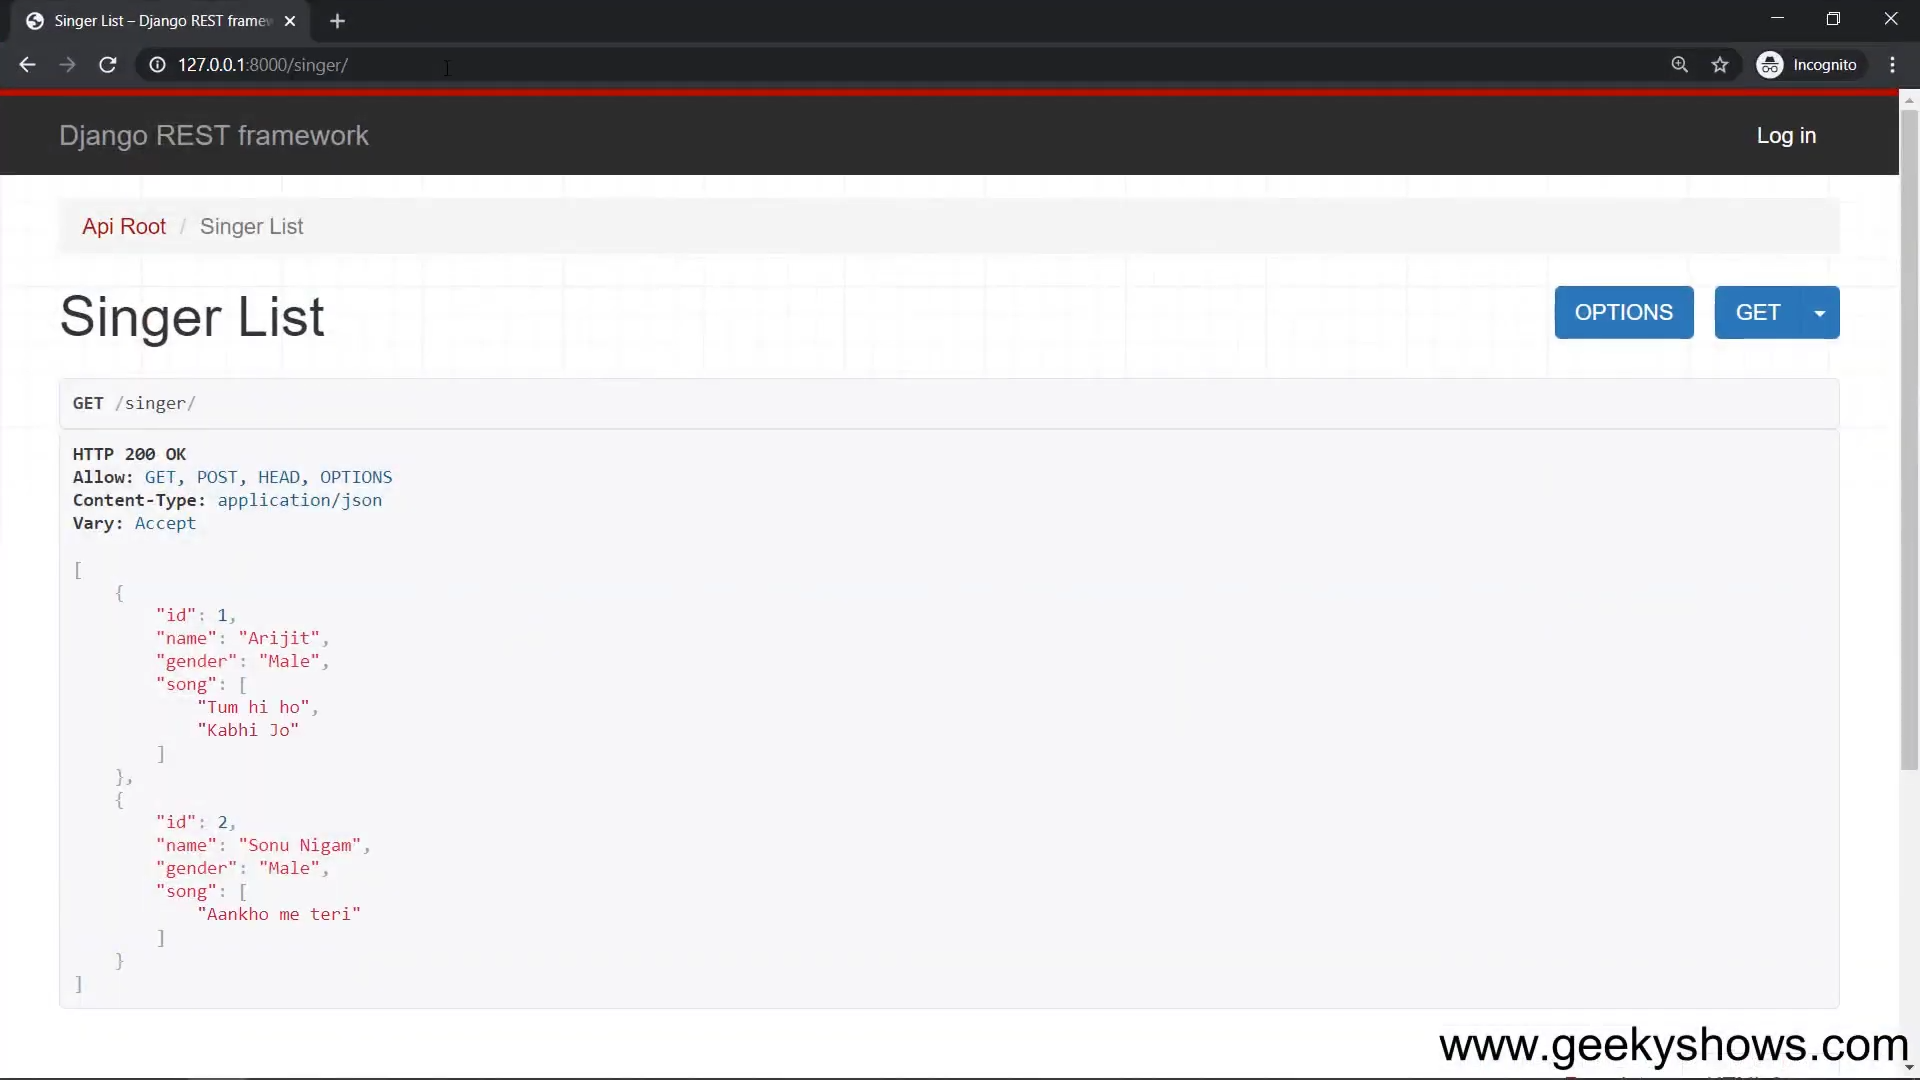 Singer List – Django REST framew
127.0.0.1:8000/singer/
Incognito
Django REST framework
Log in
Api Root / Singer List
Singer List
OPTIONS
GET
GET /singer/
HTTP 200 OK
Allow: GET, POST, HEAD, OPTIONS
Content-Type: application/json
Vary: Accept
[
    {
        "id": 1,
        "name": "Arijit",
        "gender": "Male",
        "song": [
            "Tum hi ho",
            "Kabhi Jo"
        ]
    },
    {
        "id": 2,
        "name": "Sonu Nigam",
        "gender": "Male",
        "song": [
            "Aankho me teri"
        ]
    }
]
www.geekyshows.com